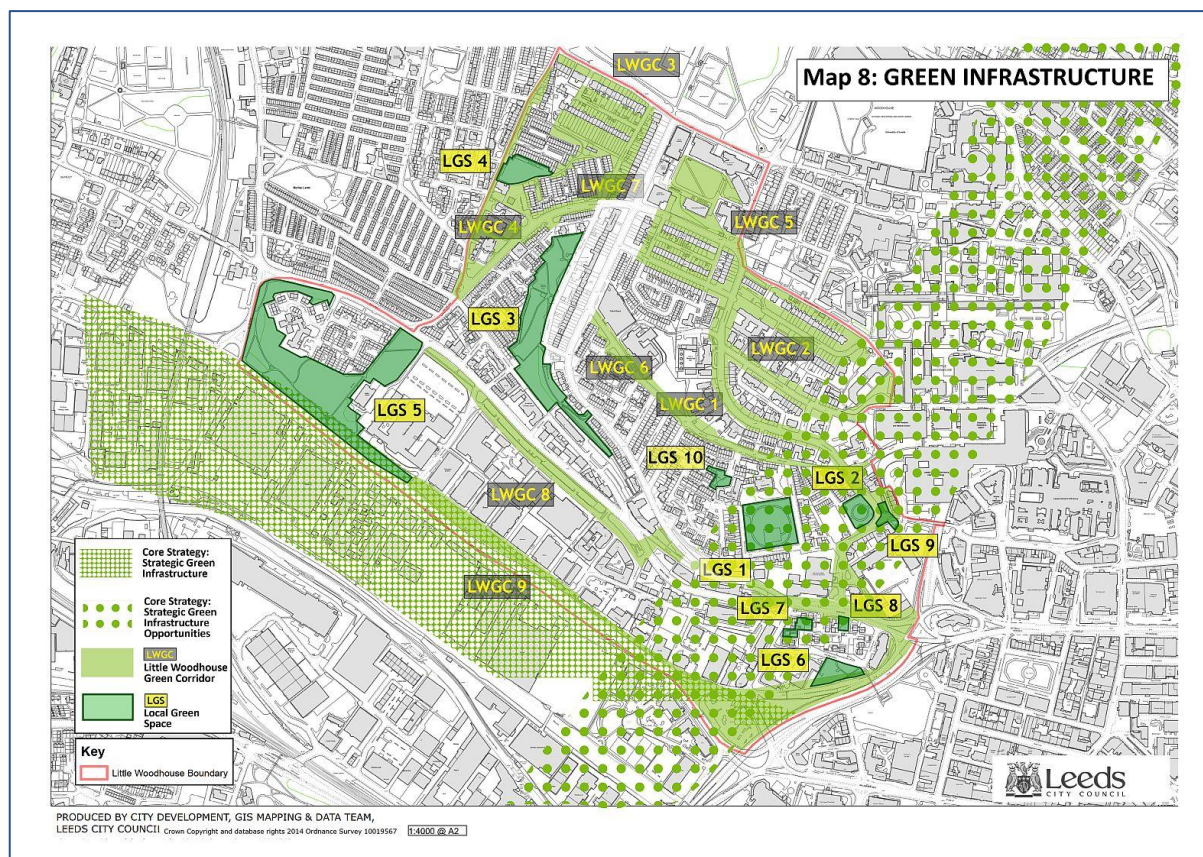 Map 8: GREEN INFRASTRUCTURE
LWGC 3
LGS 4
LWGC 7
LWGC 4
LWGC 5
LGS 3
LWGC 2
LWGC 6
LWGC 1
LGS 5
LGS 10
LGS 2
LWGC 8
LGS 9
LGS 1
LWGC 9
LGS 7
LGS 8
LGS 6
Core Strategy:
Strategic Green
Infrastructure
Core Strategy:
Strategic Green
Infrastructure
Opportunities
LWGC
Little Woodhouse
Green Corridor
LGS
Local Green
Space
Key
Little Woodhouse Boundary
Leeds
CITY COUNCIL
PRODUCED BY CITY DEVELOPMENT, GIS MAPPING & DATA TEAM,
LEEDS CITY COUNCIL Crown Copyright and database rights 2014 Ordnance Survey 10019567 1:4000 @ A2